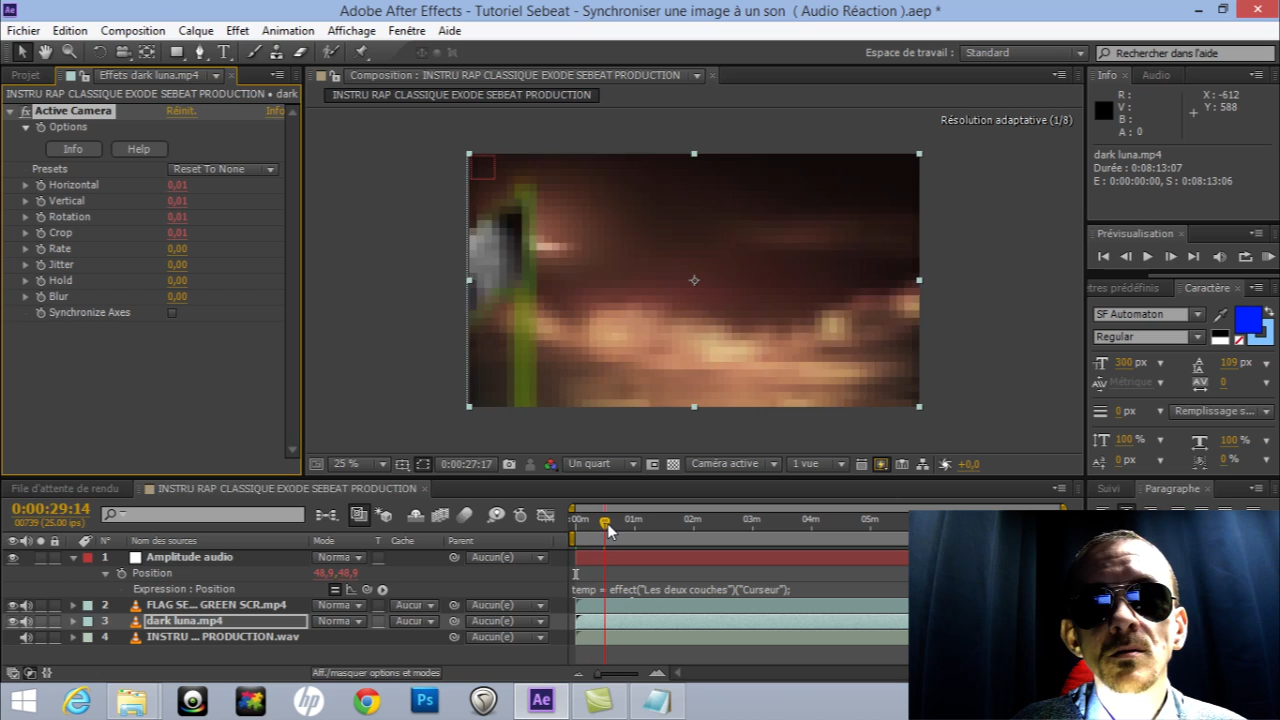 Adobe After Effects - Tutoriel Sebeat - Synchroniser une image à un son ( Audio Réaction ).aep *
Fichier Edition Composition Calque Effet Animation Affichage Fenêtre Aide
Espace de travail : Standard Rechercher dans l'aide
Projet Effets dark luna.mp4
INSTRU RAP CLASSIQUE EXODE SEBEAT PRODUCTION • dark
fx Active Camera Réinit. Info
Options
Info Help
Presets Reset To None
Horizontal 0,01
Vertical 0,01
Rotation 0,01
Crop 0,01
Rate 0,00
Jitter 0,00
Hold 0,00
Blur 0,00
Synchronize Axes
Composition : INSTRU RAP CLASSIQUE EXODE SEBEAT PRODUCTION
INSTRU RAP CLASSIQUE EXODE SEBEAT PRODUCTION
Résolution adaptative (1/8)
25 % 0:00:27:17 Un quart Caméra active 1 vue +0,0
Info Audio
R : X : -612
V : Y : 588
B :
A : 0
dark luna.mp4
Durée : 0:08:13:07
E : 0:00:00:00, S : 0:08:13:06
Prévisualisation
tres prédéfinis Caractère
SF Automaton
Regular
300 px 109 px
Métrique 0
0 px Remplissage s...
100 % 100 %
0 px 0 %
Suivi Paragraphe
File d'attente de rendu INSTRU RAP CLASSIQUE EXODE SEBEAT PRODUCTION
0:00:29:14
00739 (25.00 ips)
:00m 01m 02m 03m 04m 05m
N° Nom des sources Mode T Cache Parent
1 Amplitude audio Norma Aucun(e)
Position 48,9,48,9
Expression : Position temp = effect("Les deux couches")("Curseur");
2 FLAG SE... GREEN SCR.mp4 Norma Aucur Aucun(e)
3 dark luna.mp4 Norma Aucur Aucun(e)
4 INSTRU ... PRODUCTION.wav Aucun(e)
Aff./masquer options et modes
hp Ps Ae